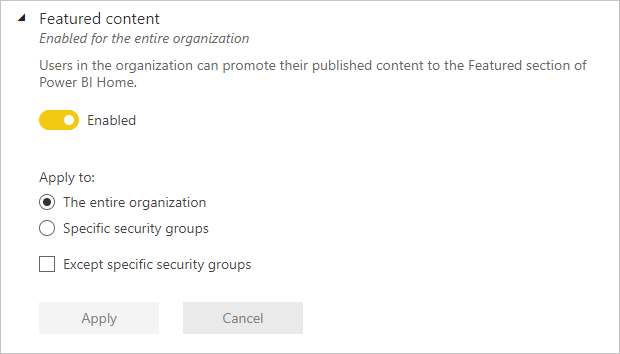 Featured content
Enabled for the entire organization
Users in the organization can promote their published content to the Featured section of
Power BI Home.
Enabled
Apply to:
The entire organization
Specific security groups
Except specific security groups
Apply
Cancel